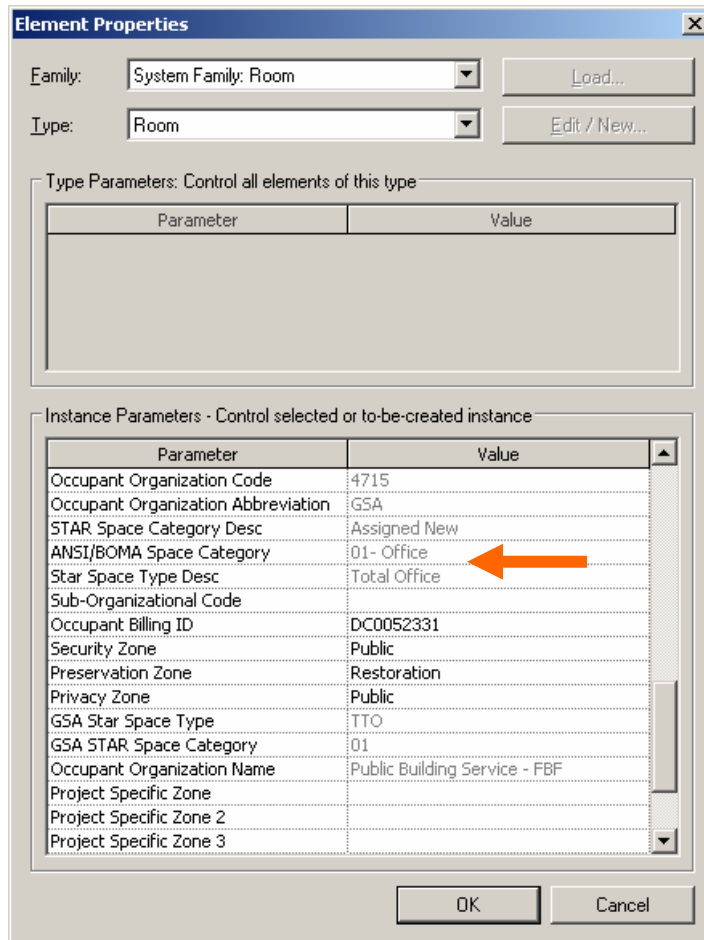 Element Properties
Family: System Family: Room Load...
Type: Room Edit / New...
Type Parameters: Control all elements of this type
Parameter Value
Instance Parameters - Control selected or to-be-created instance
Parameter Value
Occupant Organization Code 4715
Occupant Organization Abbreviation GSA
STAR Space Category Desc Assigned New
ANSI/BOMA Space Category 01- Office
Star Space Type Desc Total Office
Sub-Organizational Code
Occupant Billing ID DC0052331
Security Zone Public
Preservation Zone Restoration
Privacy Zone Public
GSA Star Space Type TTO
GSA STAR Space Category 01
Occupant Organization Name Public Building Service - FBF
Project Specific Zone
Project Specific Zone 2
Project Specific Zone 3
OK Cancel